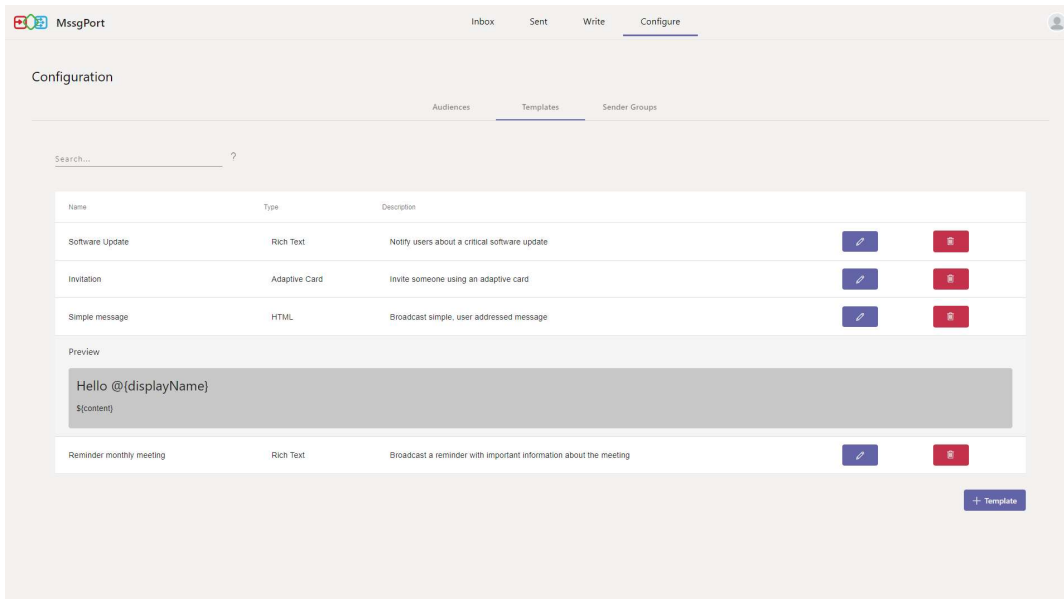 MssgPort Inbox Sent Write Configure
Configuration
Audiences Templates Sender Groups
Search... ?
Name Type Description
Software Update Rich Text Notify users about a critical software update
Invitation Adaptive Card Invite someone using an adaptive card
Simple message HTML Broadcast simple, user addressed message
Preview
Hello @{displayName}
${content}
Reminder monthly meeting Rich Text Broadcast a reminder with important information about the meeting
+ Template